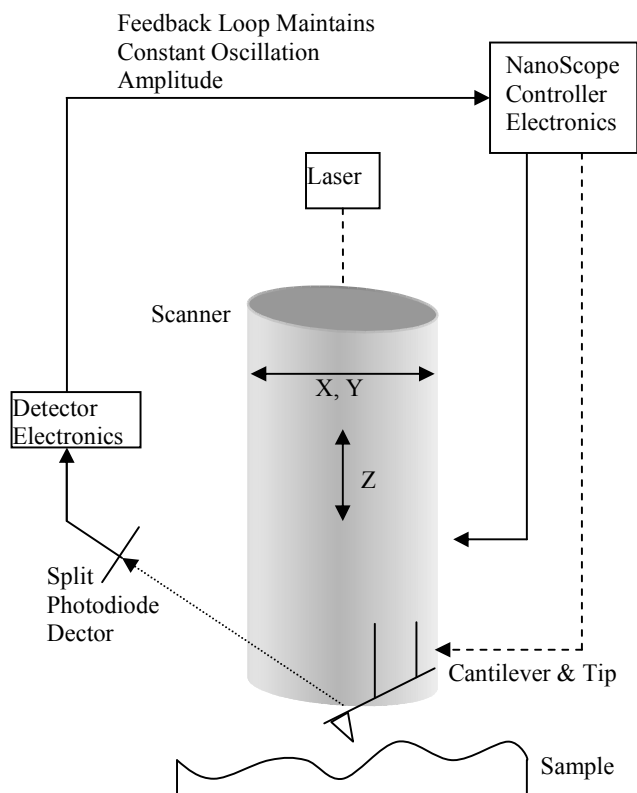 Feedback Loop Maintains
Constant Oscillation
Amplitude
NanoScope
Controller
Electronics
Laser
Scanner
X, Y
Detector
Electronics
Z
Split
Photodiode
Dector
Cantilever & Tip
Sample